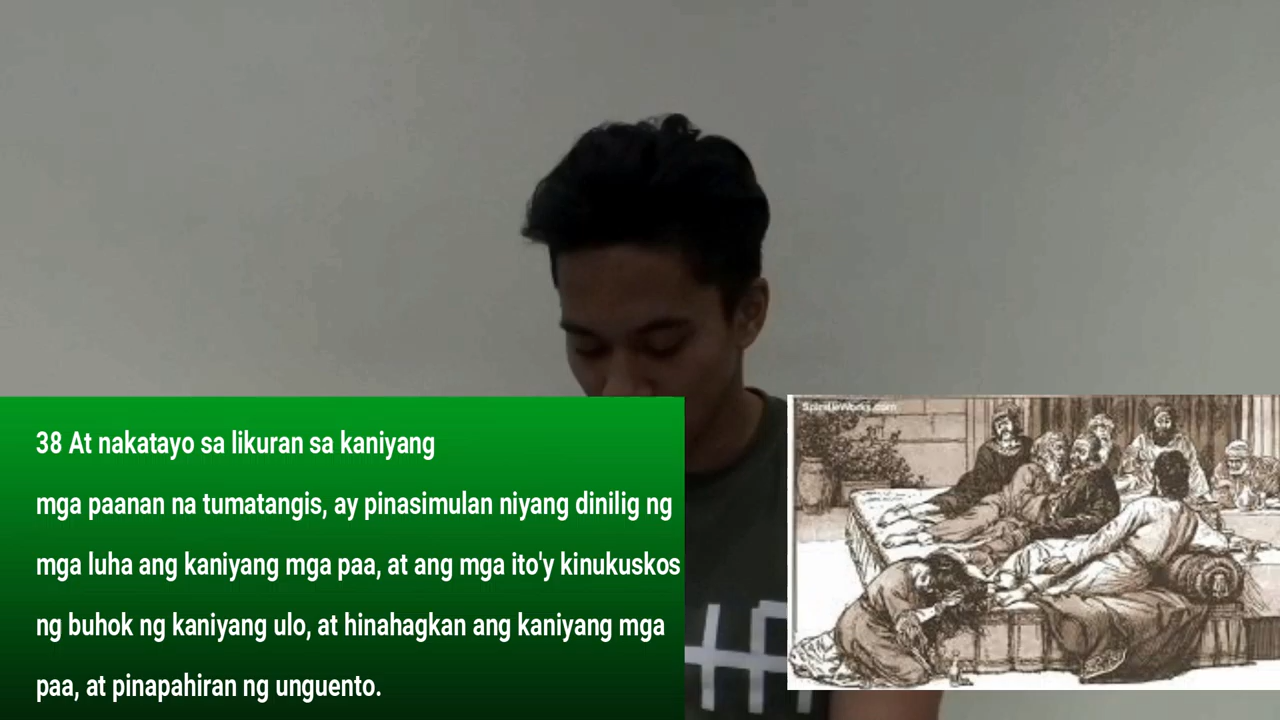 SpiritleWorks.com
38 At nakatayo sa likuran sa kaniyang
mga paanan na tumatangis, ay pinasimulan niyang dinilig ng
mga luha ang kaniyang mga paa, at ang mga ito'y kinukuskos
ng buhok ng kaniyang ulo, at hinahagkan ang kaniyang mga
paa, at pinapahiran ng unguento.